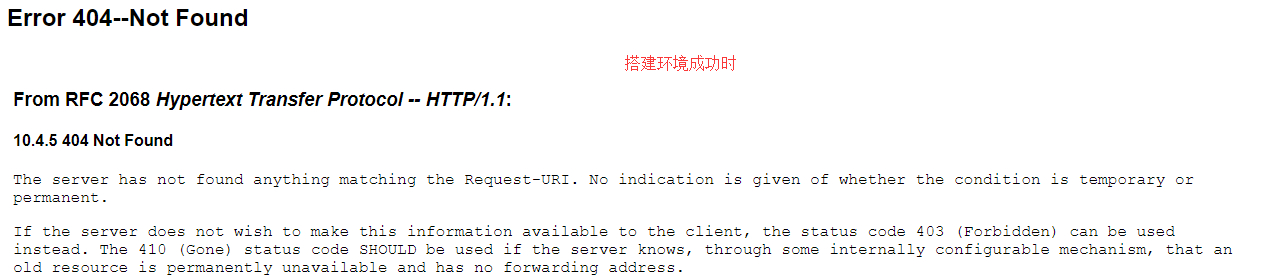 Error 404--Not Found
搭建环境成功时
From RFC 2068 Hypertext Transfer Protocol -- HTTP/1.1:
10.4.5 404 Not Found
The server has not found anything matching the Request-URI. No indication is given of whether the condition is temporary or
permanent.
If the server does not wish to make this information available to the client, the status code 403 (Forbidden) can be used
instead. The 410 (Gone) status code SHOULD be used if the server knows, through some internally configurable mechanism, that an
old resource is permanently unavailable and has no forwarding address.